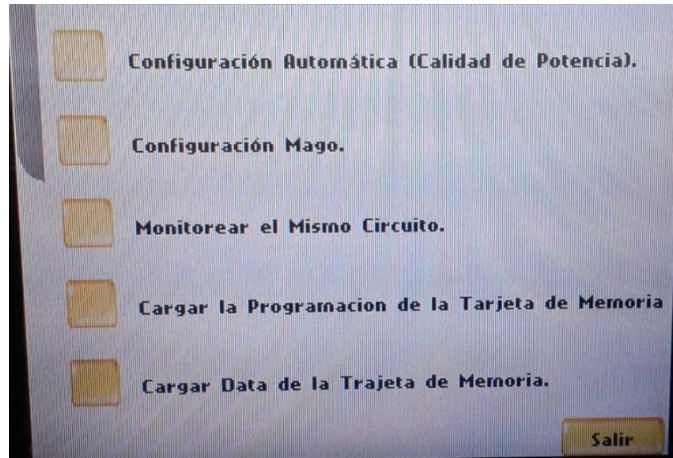 Configuración Automática (Calidad de Potencia).
Configuración Mago.
Monitorear el Mismo Circuito.
Cargar la Programacion de la Tarjeta de Memoria
Cargar Data de la Trajeta de Memoria.
Salir